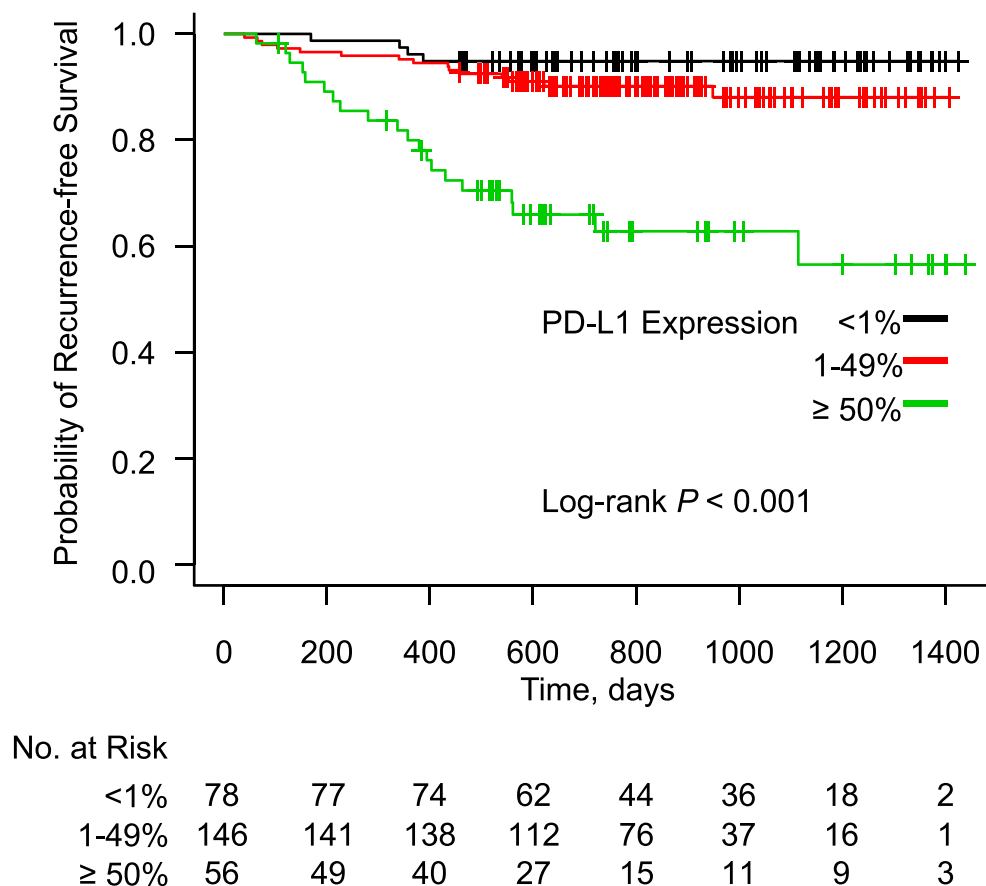 Probability of Recurrence-free Survival
1.0
0.8
0.6
0.4
0.2
0.0
PD-L1 Expression <1%
1-49%
≥ 50%
Log-rank P < 0.001
0 200 400 600 800 1000 1200 1400
Time, days
No. at Risk
<1% 78 77 74 62 44 36 18 2
1-49% 146 141 138 112 76 37 16 1
≥ 50% 56 49 40 27 15 11 9 3